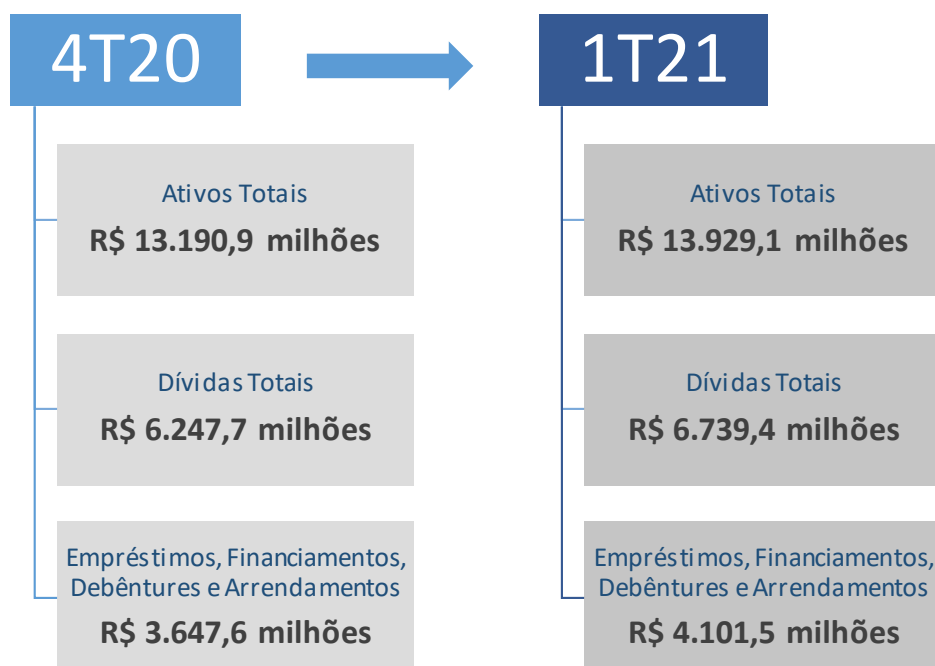 4T20
Ativos Totais
R$ 13.190,9 milhões
Dívidas Totais
R$ 6.247,7 milhões
Empréstimos, Financiamentos,
Debêntures e Arrendamentos
R$ 3.647,6 milhões
1T21
Ativos Totais
R$ 13.929,1 milhões
Dívidas Totais
R$ 6.739,4 milhões
Empréstimos, Financiamentos,
Debêntures e Arrendamentos
R$ 4.101,5 milhões